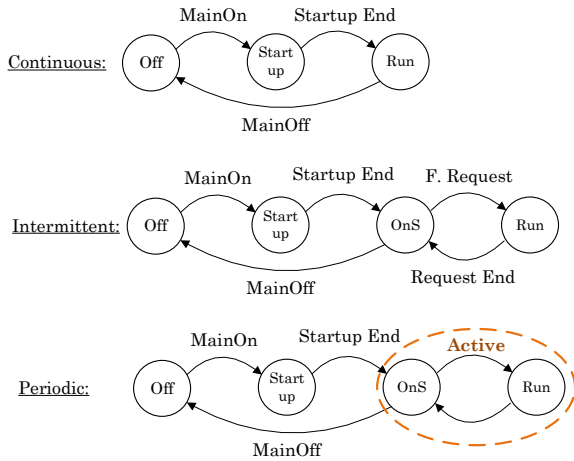 MainOn
Startup End
Continuous:
Off
Start
up
Run
MainOff
MainOn
Startup End
F. Request
Intermittent:
Off
Start
up
OnS
Run
MainOff
Request End
MainOn
Startup End
Active
Periodic:
Off
Start
up
OnS
Run
MainOff